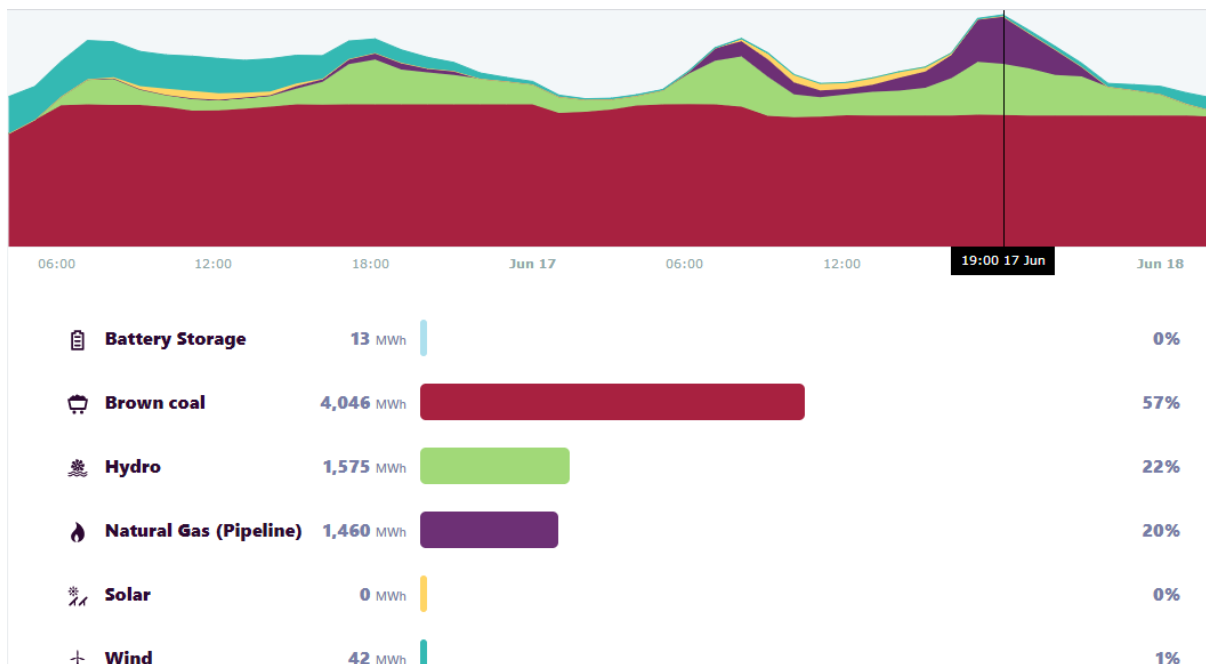 06:00 12:00 18:00 Jun 17 06:00 12:00 19:00 17 Jun Jun 18
Battery Storage 13 MWh 0%
Brown coal 4,046 MWh 57%
Hydro 1,575 MWh 22%
Natural Gas (Pipeline) 1,460 MWh 20%
Solar 0 MWh 0%
Wind 42 MWh 1%